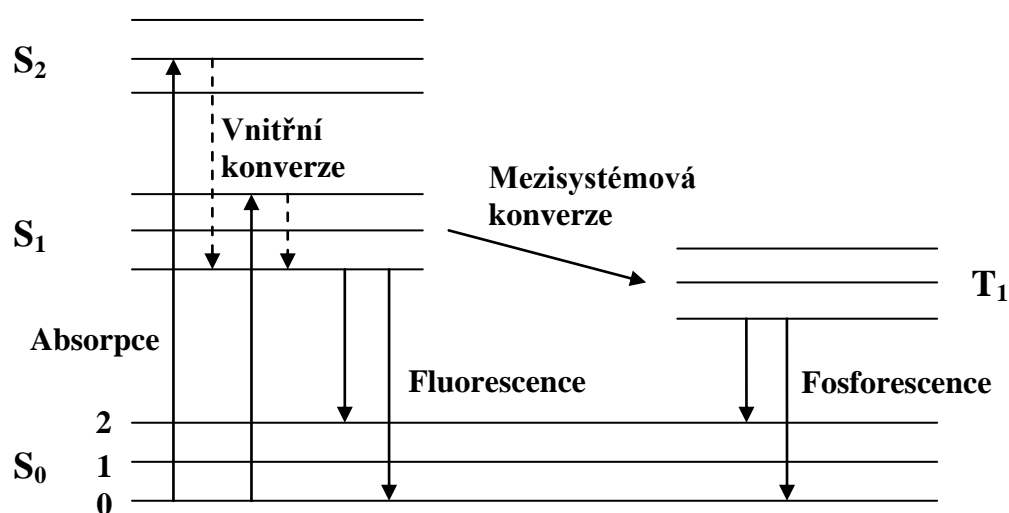 S₂
Vnitřní
konverze
Mezisystémová
konverze
S₁
T₁
Absorpce
Fluorescence
Fosforescence
2
S₀
1
0